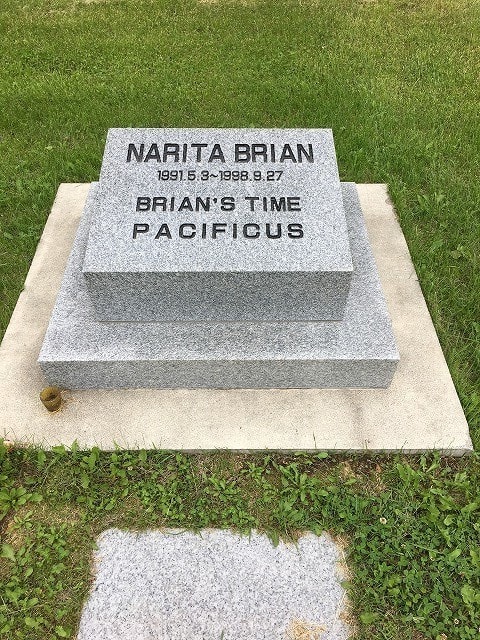 NARITA BRIAN
1991.5.3~1998.9.27
BRIAN'S TIME
PACIFICUS